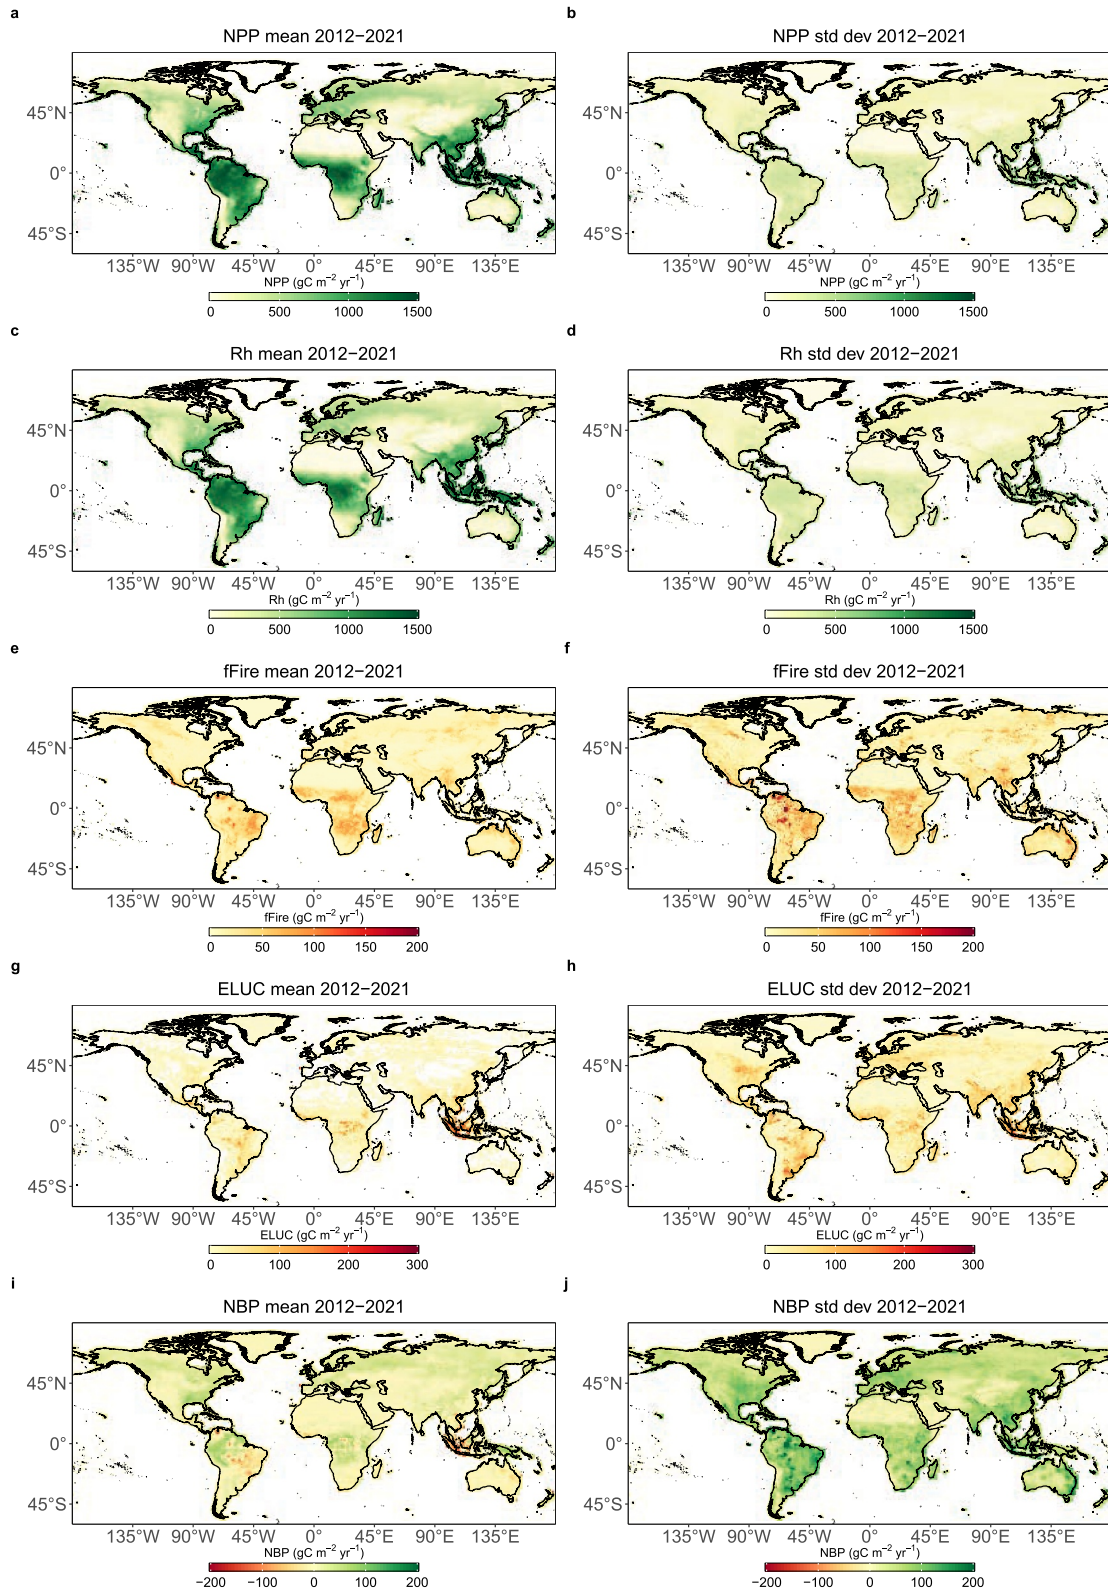 a
b
NPP mean 2012−2021
NPP std dev 2012−2021
45°N
0°
45°S
45°N
0°
45°S
135°W 90°W 45°W 0° 45°E 90°E 135°E
135°W 90°W 45°W 0° 45°E 90°E 135°E
NPP (gC m⁻² yr⁻¹)
NPP (gC m⁻² yr⁻¹)
0 500 1000 1500
0 500 1000 1500
c
d
Rh mean 2012−2021
Rh std dev 2012−2021
45°N
0°
45°S
45°N
0°
45°S
135°W 90°W 45°W 0° 45°E 90°E 135°E
135°W 90°W 45°W 0° 45°E 90°E 135°E
Rh (gC m⁻² yr⁻¹)
Rh (gC m⁻² yr⁻¹)
0 500 1000 1500
0 500 1000 1500
e
f
fFire mean 2012−2021
fFire std dev 2012−2021
45°N
0°
45°S
45°N
0°
45°S
135°W 90°W 45°W 0° 45°E 90°E 135°E
135°W 90°W 45°W 0° 45°E 90°E 135°E
fFire (gC m⁻² yr⁻¹)
fFire (gC m⁻² yr⁻¹)
0 50 100 150 200
0 50 100 150 200
g
h
ELUC mean 2012−2021
ELUC std dev 2012−2021
45°N
0°
45°S
45°N
0°
45°S
135°W 90°W 45°W 0° 45°E 90°E 135°E
135°W 90°W 45°W 0° 45°E 90°E 135°E
ELUC (gC m⁻² yr⁻¹)
ELUC (gC m⁻² yr⁻¹)
0 100 200 300
0 100 200 300
i
j
NBP mean 2012−2021
NBP std dev 2012−2021
45°N
0°
45°S
45°N
0°
45°S
135°W 90°W 45°W 0° 45°E 90°E 135°E
135°W 90°W 45°W 0° 45°E 90°E 135°E
NBP (gC m⁻² yr⁻¹)
NBP (gC m⁻² yr⁻¹)
−200 −100 0 100 200
−200 −100 0 100 200